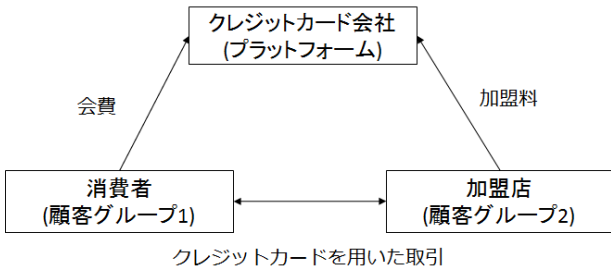 クレジットカード会社
(プラットフォーム)
会費
加盟料
消費者
(顧客グループ1)
加盟店
(顧客グループ2)
クレジットカードを用いた取引